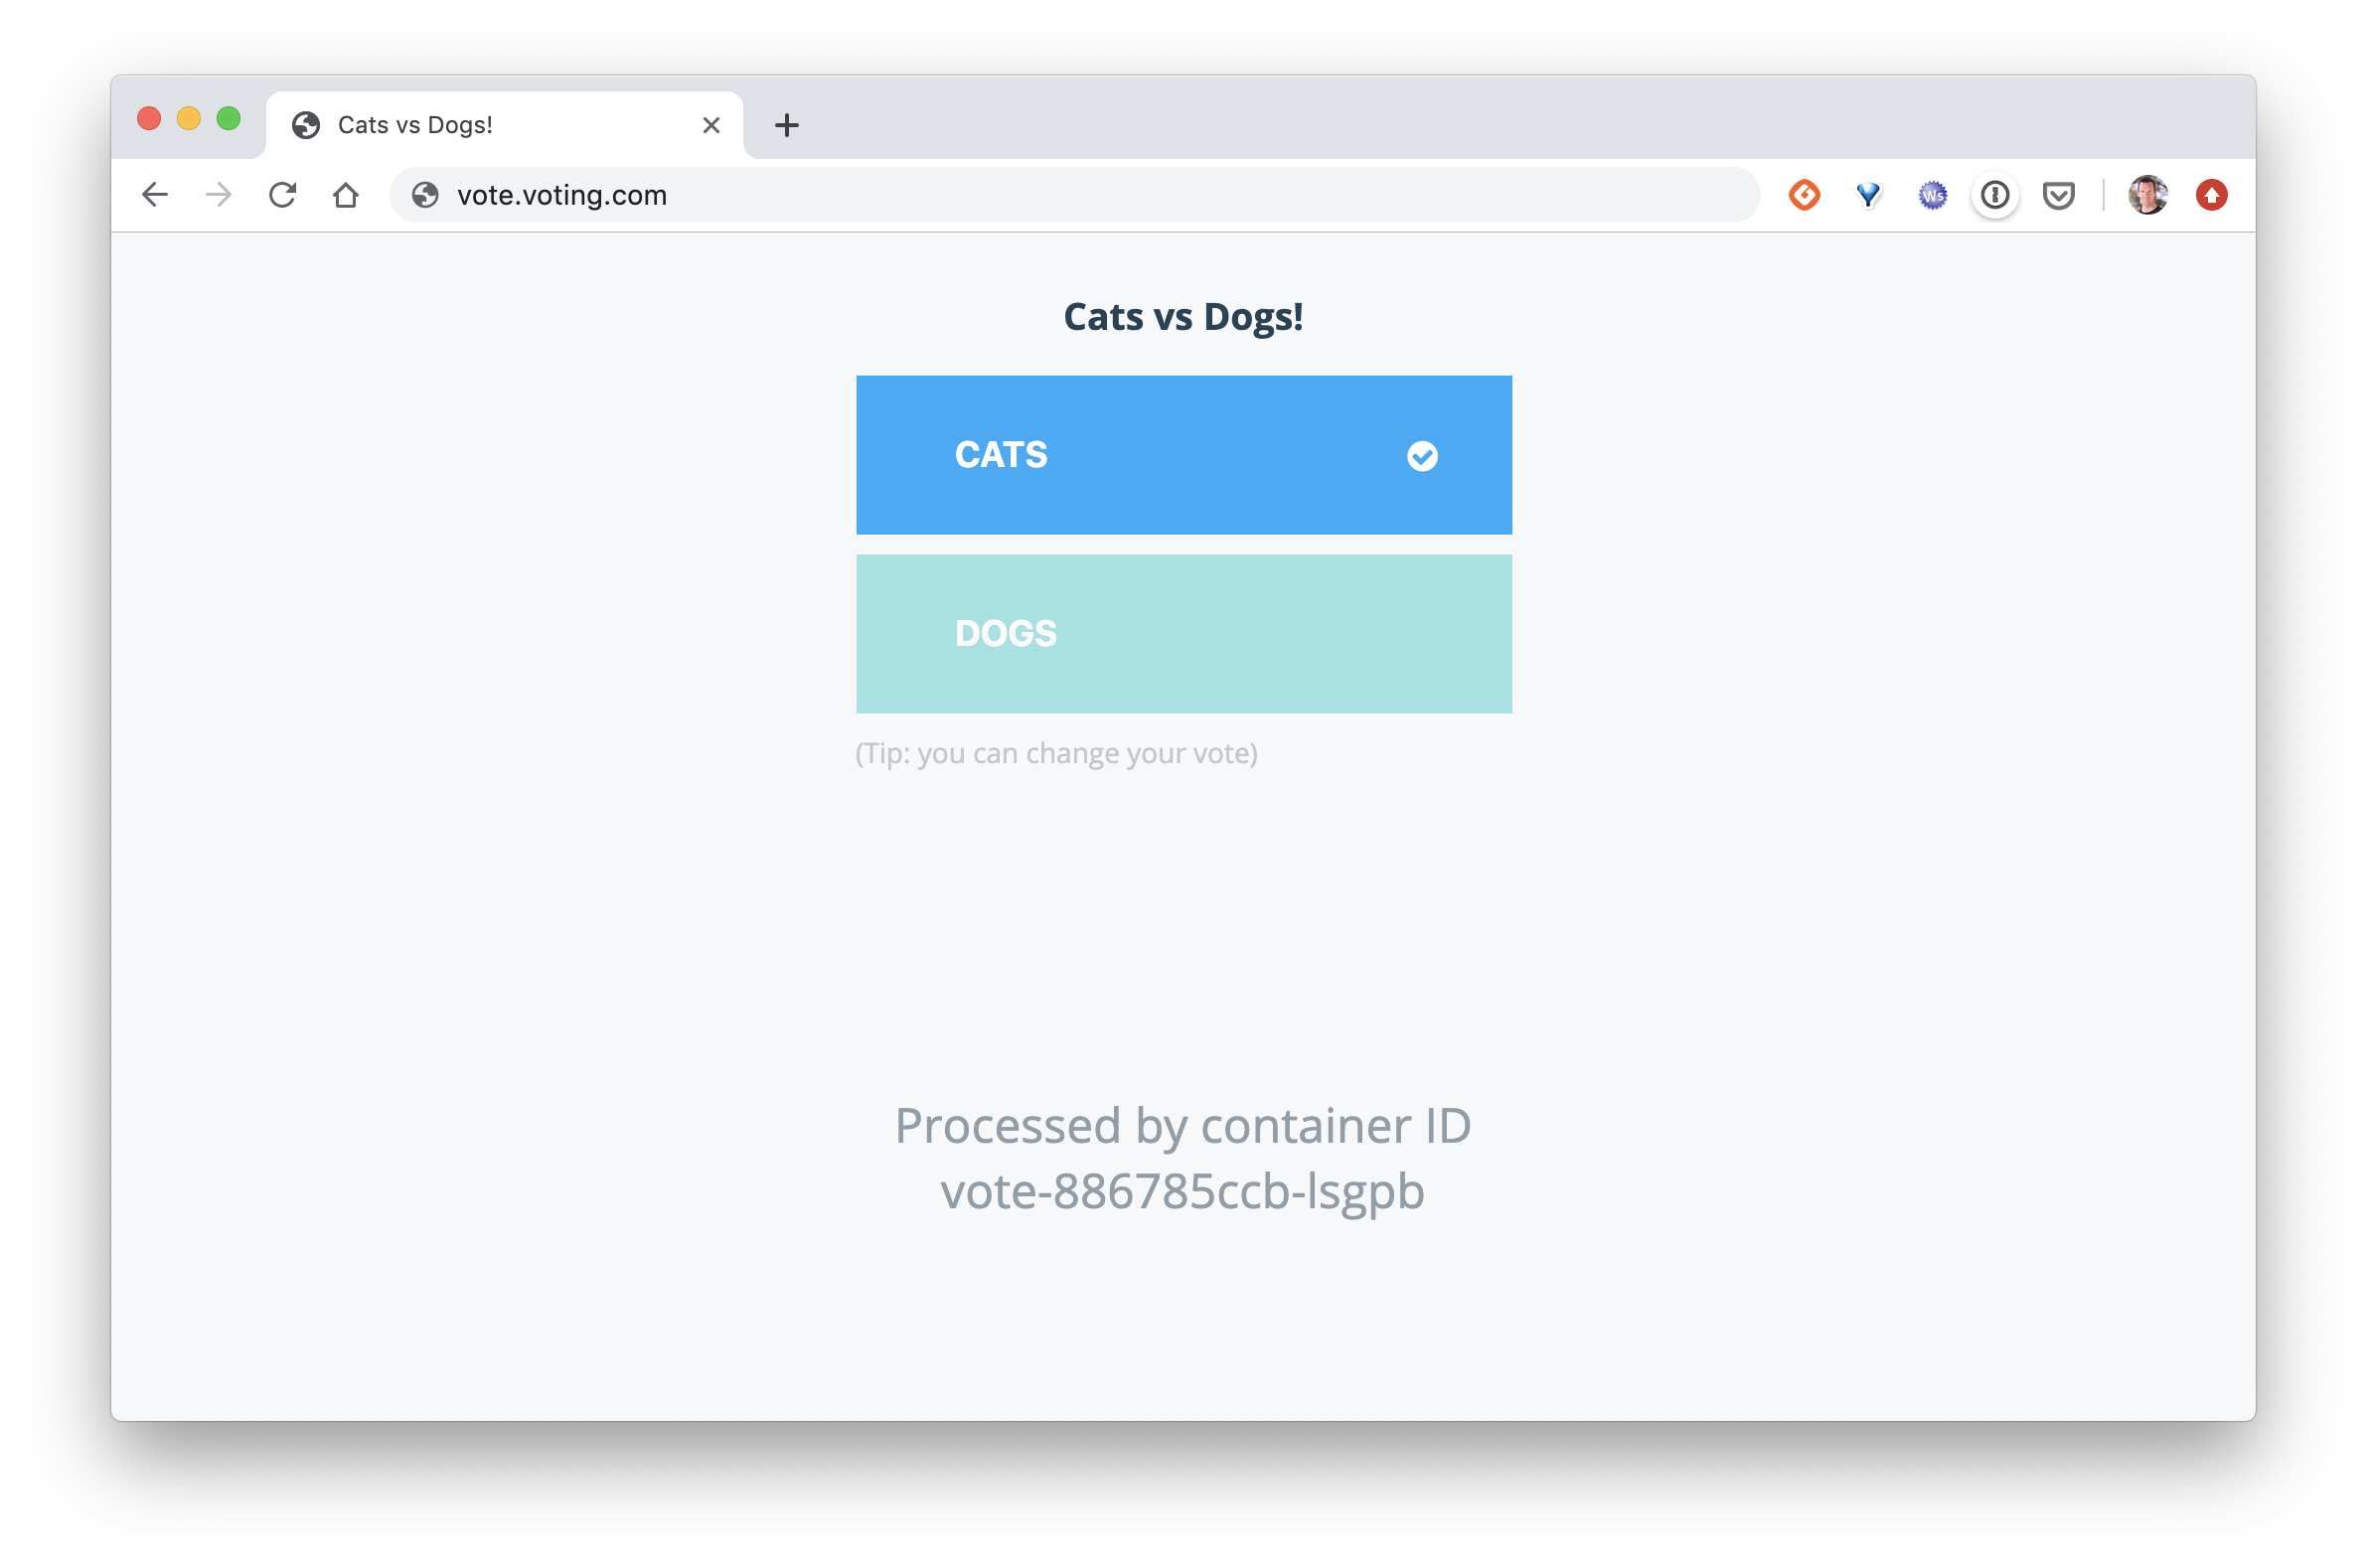 Cats vs Dogs!
vote.voting.com
Ws
Cats vs Dogs!
CATS
DOGS
(Tip: you can change your vote)
Processed by container ID
vote-886785ccb-lsgpb